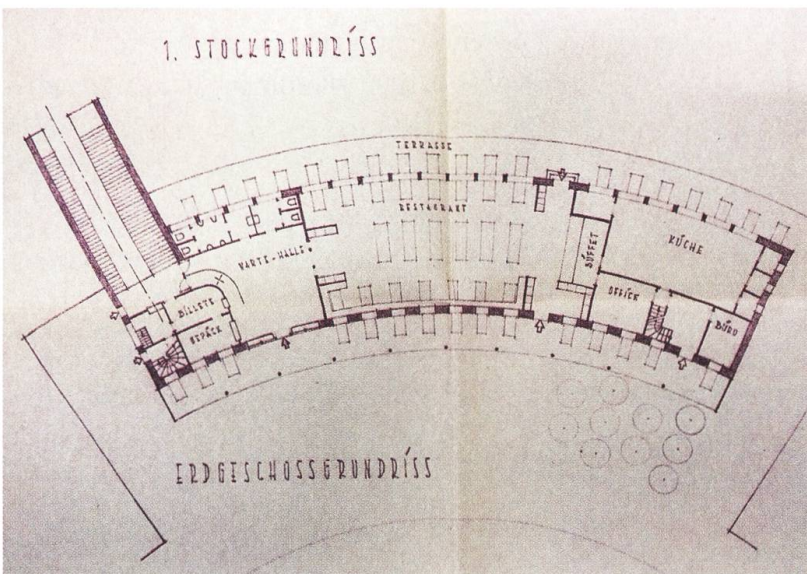 1. STOCKGRUNDRISS
TERRASSE
RESTAURANT
KÜCHE
BÜFFET
WARTE-HALLE
OFFICE
BILLETE
BÜRO
GEPÄCK
ERDGESCHOSSGRUNDRISS